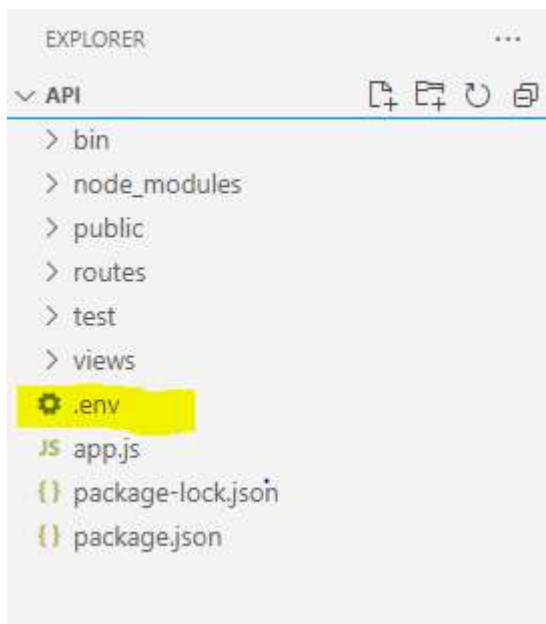 EXPLORER ...
API
bin
node_modules
public
routes
test
views
.env
JS app.js
{} package-lock.json
{} package.json